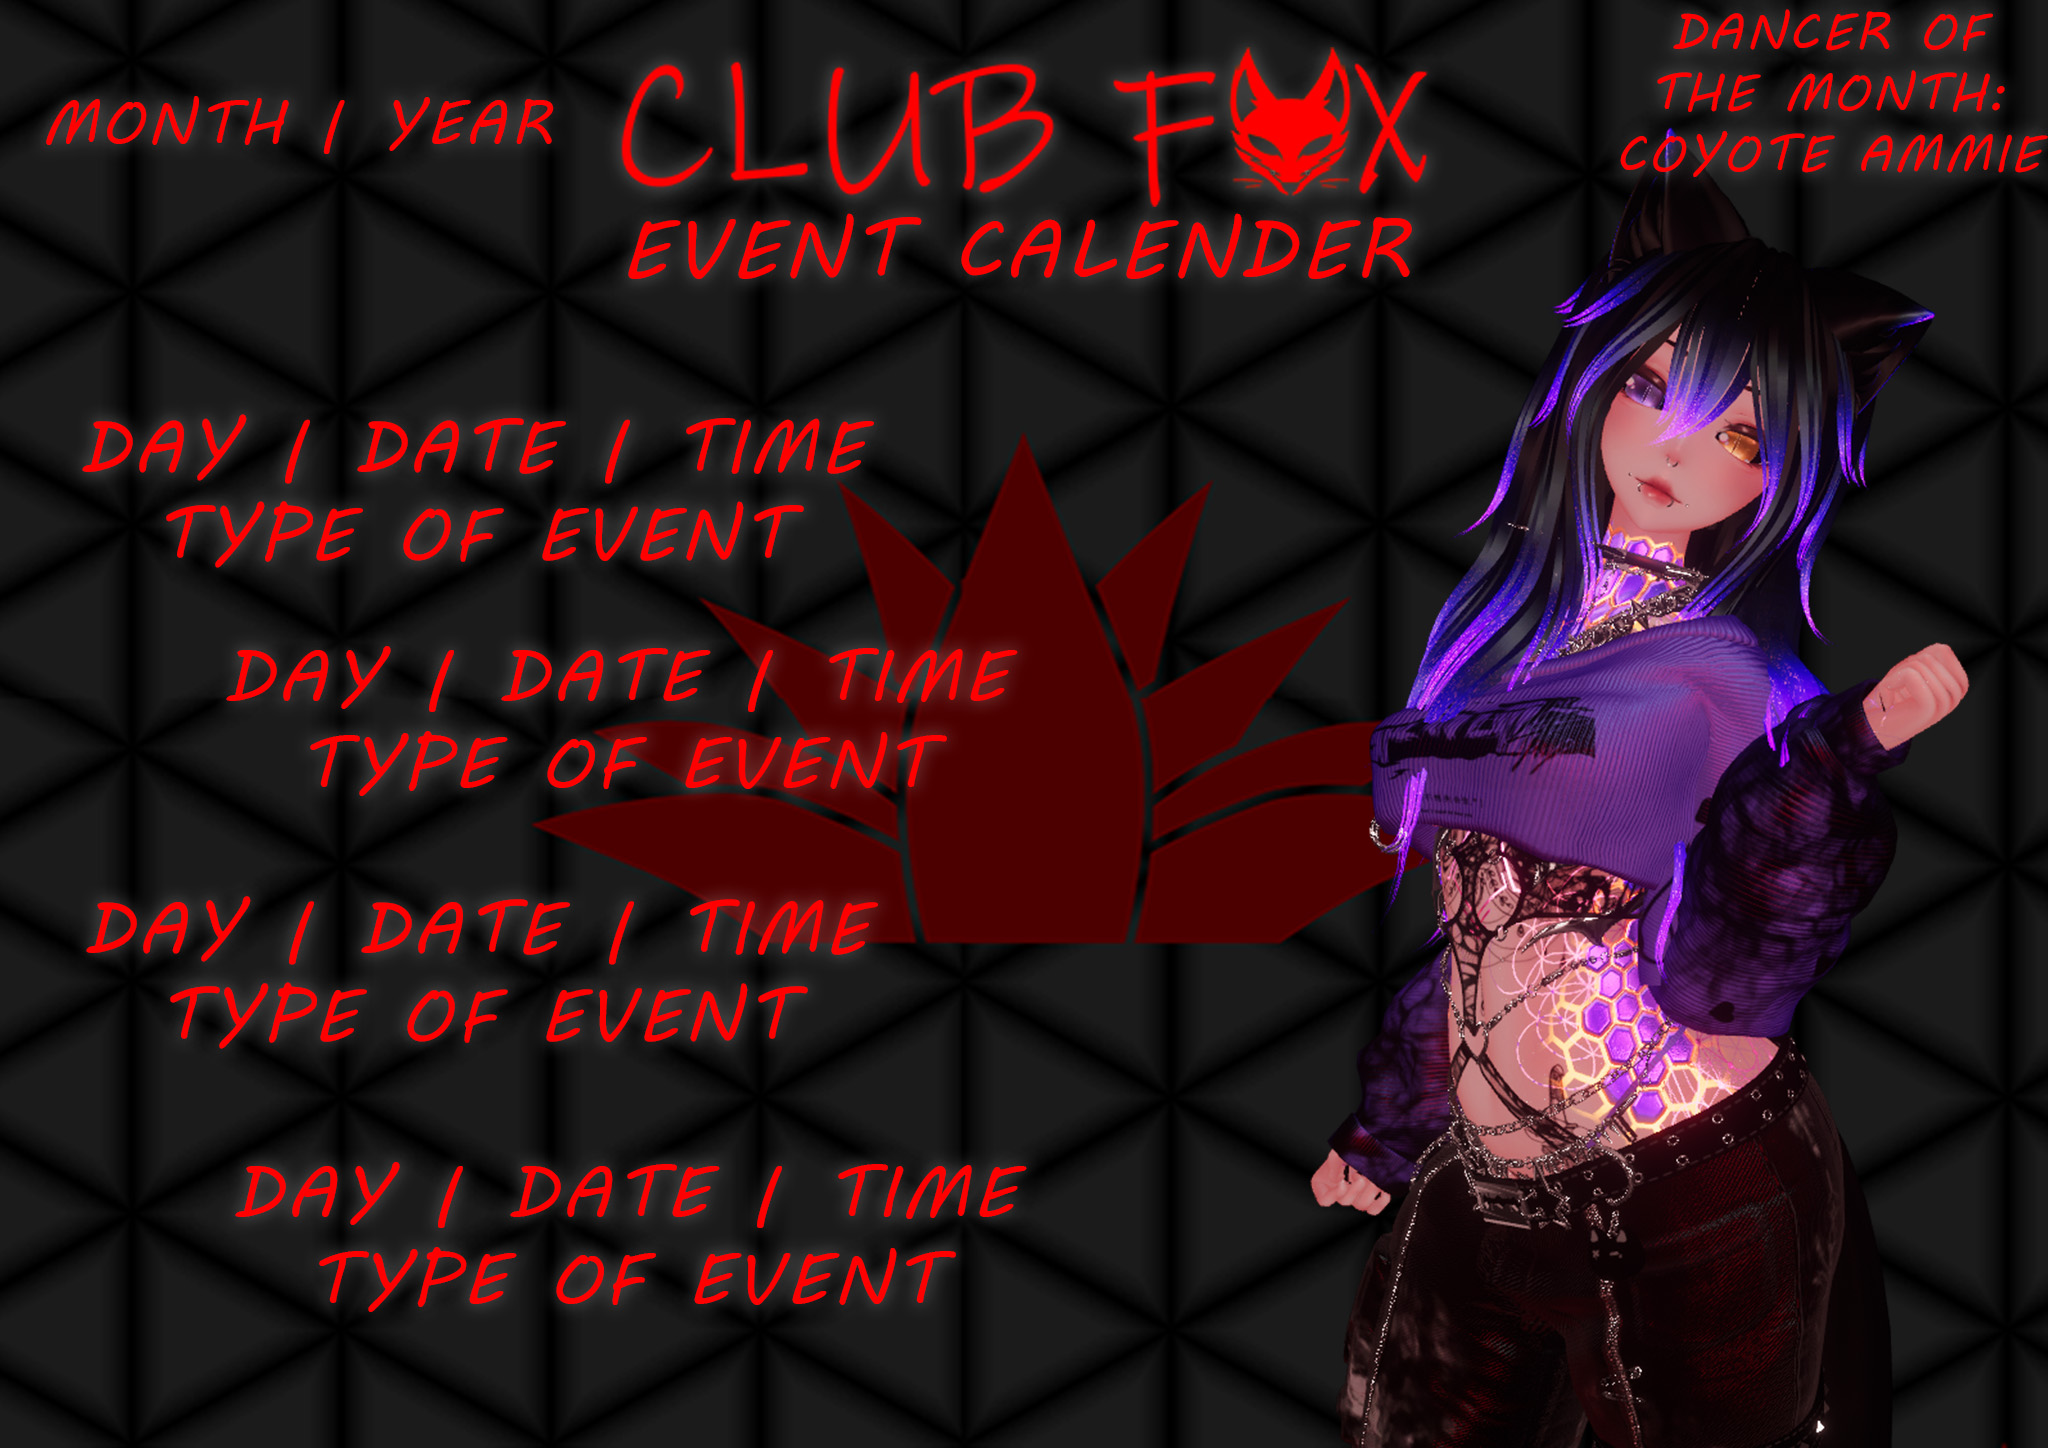 MONTH | YEAR
CLUB FOX
EVENT CALENDER
DANCER OF
THE MONTH:
COYOTE AMMIE
DAY | DATE | TIME
TYPE OF EVENT
DAY | DATE | TIME
TYPE OF EVENT
DAY | DATE | TIME
TYPE OF EVENT
DAY | DATE | TIME
TYPE OF EVENT